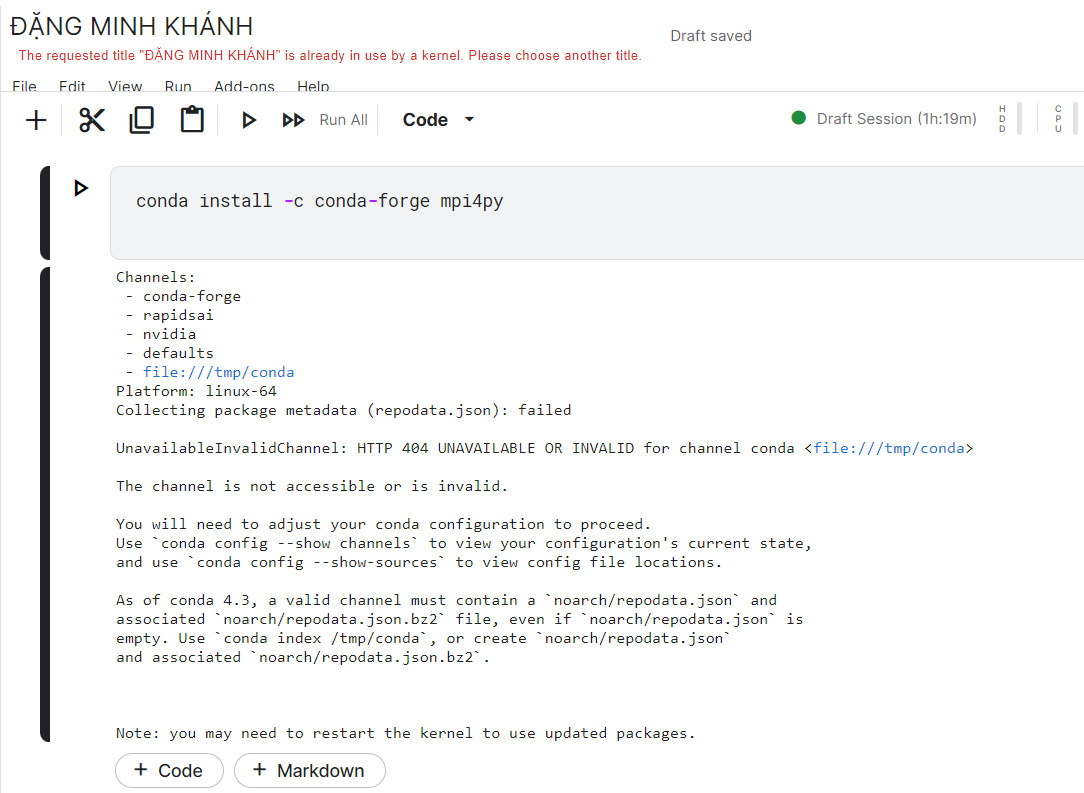 ĐẶNG MINH KHÁNH
Draft saved
The requested title "ĐẶNG MINH KHÁNH" is already in use by a kernel. Please choose another title.
File Edit View Run Add-ons Help
Run All Code Draft Session (1h:19m) HDD CPU
conda install -c conda-forge mpi4py
Channels:
- conda-forge
- rapidsai
- nvidia
- defaults
- file:///tmp/conda
Platform: linux-64
Collecting package metadata (repodata.json): failed
UnavailableInvalidChannel: HTTP 404 UNAVAILABLE OR INVALID for channel conda <file:///tmp/conda>
The channel is not accessible or is invalid.
You will need to adjust your conda configuration to proceed.
Use `conda config --show channels` to view your configuration's current state,
and use `conda config --show-sources` to view config file locations.
As of conda 4.3, a valid channel must contain a `noarch/repodata.json` and
associated `noarch/repodata.json.bz2` file, even if `noarch/repodata.json` is
empty. Use `conda index /tmp/conda`, or create `noarch/repodata.json`
and associated `noarch/repodata.json.bz2`.
Note: you may need to restart the kernel to use updated packages.
+ Code + Markdown